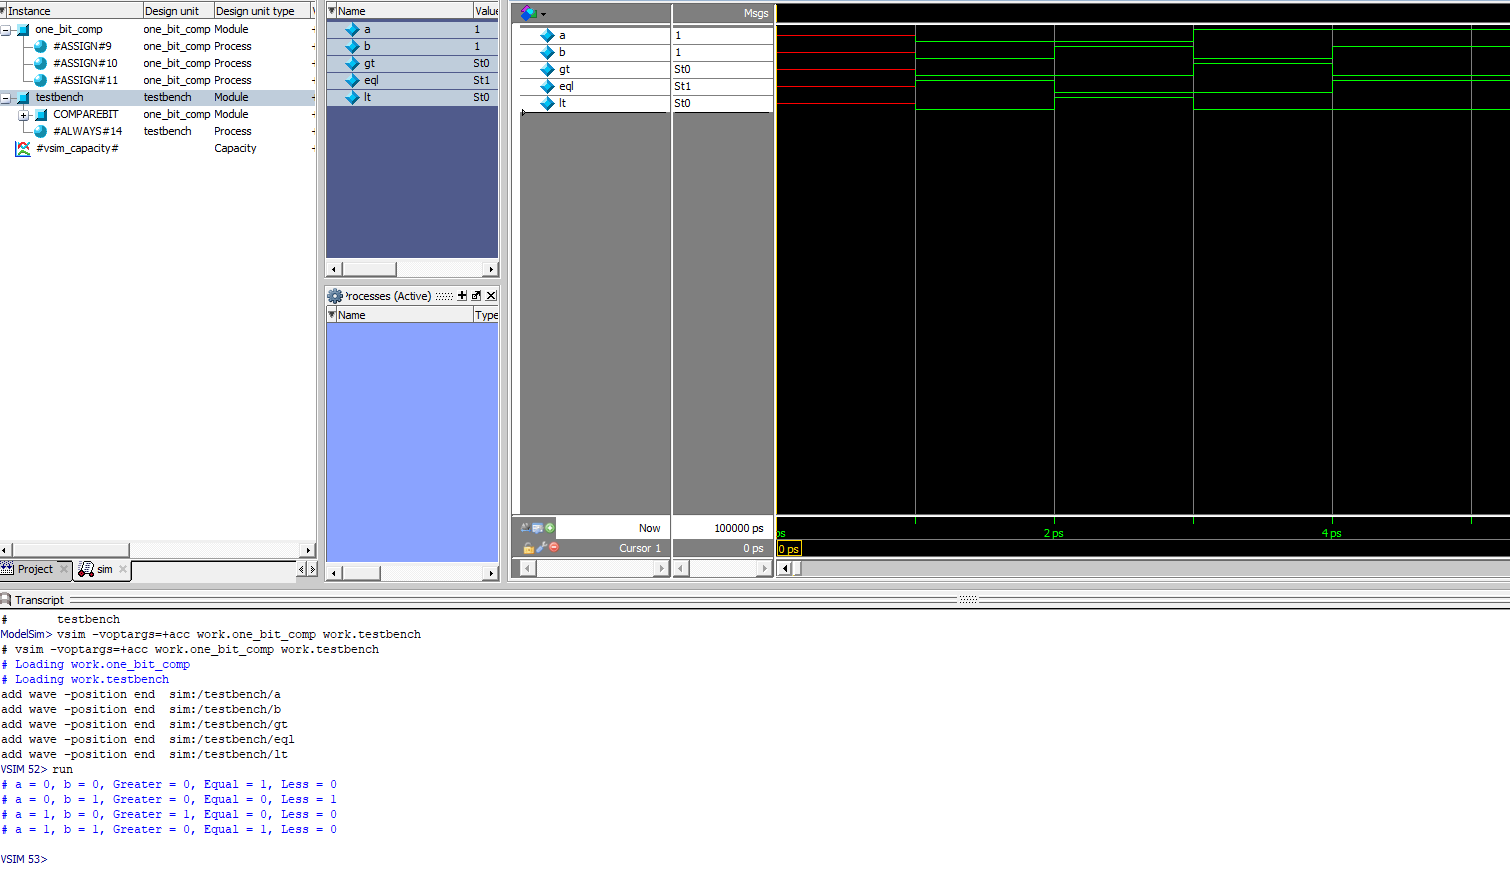 Instance Design unit Design unit type
one_bit_comp one_bit_comp Module
#ASSIGN#9 one_bit_comp Process
#ASSIGN#10 one_bit_comp Process
#ASSIGN#11 one_bit_comp Process
testbench testbench Module
COMPAREBIT one_bit_comp Module
#ALWAYS#14 testbench Process
#vsim_capacity# Capacity
Project sim
Name Value
a 1
b 1
gt St0
eql St1
lt St0
Processes (Active)
Name Type
Msgs
a 1
b 1
gt St0
eql St1
lt St0
Now 100000 ps
Cursor 1 0 ps
ps 2 ps 4 ps
0 ps
Transcript
# testbench
ModelSim> vsim -voptargs=+acc work.one_bit_comp work.testbench
# vsim -voptargs=+acc work.one_bit_comp work.testbench
# Loading work.one_bit_comp
# Loading work.testbench
add wave -position end sim:/testbench/a
add wave -position end sim:/testbench/b
add wave -position end sim:/testbench/gt
add wave -position end sim:/testbench/eql
add wave -position end sim:/testbench/lt
VSIM 52> run
# a = 0, b = 0, Greater = 0, Equal = 1, Less = 0
# a = 0, b = 1, Greater = 0, Equal = 0, Less = 1
# a = 1, b = 0, Greater = 1, Equal = 0, Less = 0
# a = 1, b = 1, Greater = 0, Equal = 1, Less = 0
VSIM 53>